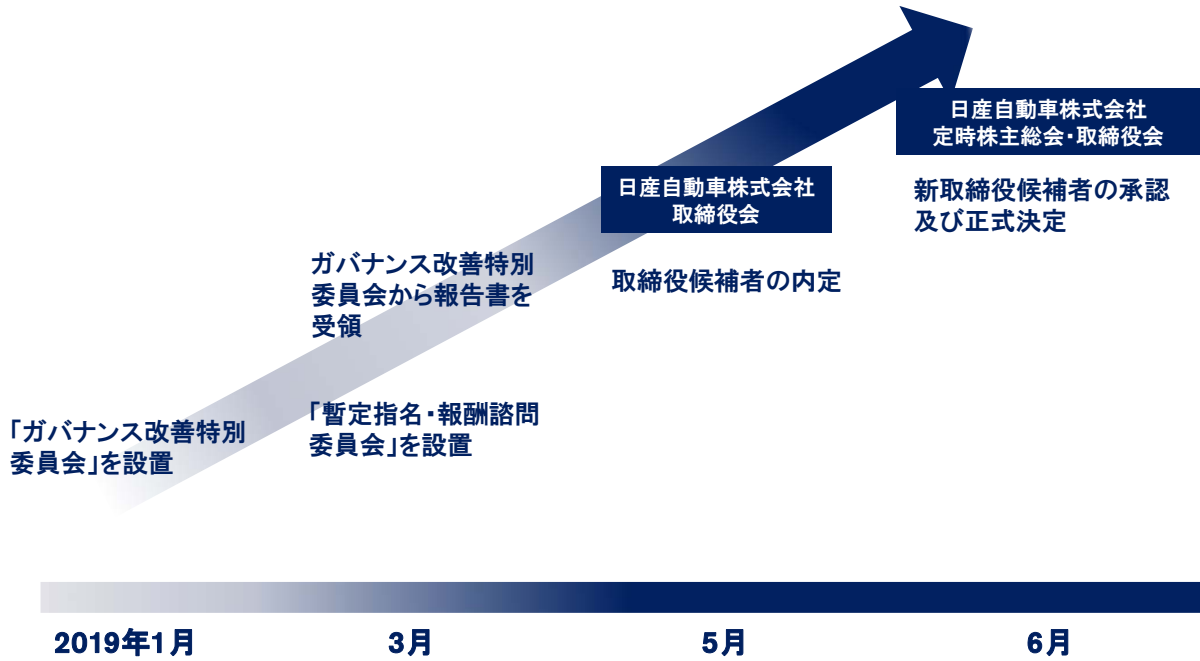 日産自動車株式会社
定時株主総会・取締役会
新取締役候補者の承認
及び正式決定
日産自動車株式会社
取締役会
取締役候補者の内定
ガバナンス改善特別
委員会から報告書を
受領
「暫定指名・報酬諮問
委員会」を設置
「ガバナンス改善特別
委員会」を設置
2019年1月
3月
5月
6月